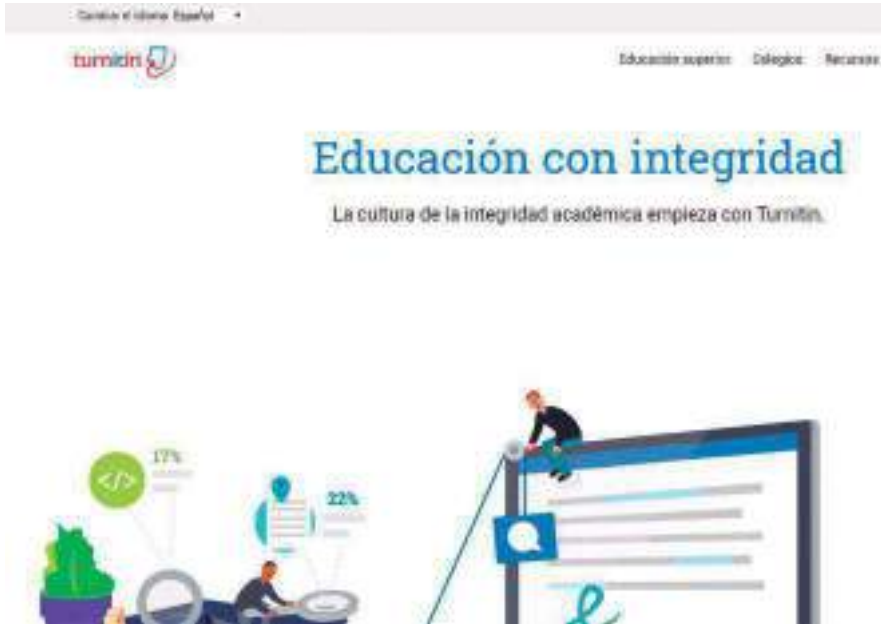 Cambiar el idioma: Español
turnitin
Educación superior Colegios Recursos
Educación con integridad
La cultura de la integridad académica empieza con Turnitin.
17%
</>
22%